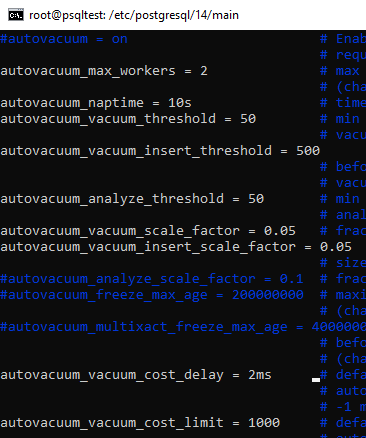 root@psqltest: /etc/postgresql/14/main
#autovacuum = on # Enab
# requ
autovacuum_max_workers = 2 # max
# (cha
autovacuum_naptime = 10s # time
autovacuum_vacuum_threshold = 50 # min
# vacu
autovacuum_vacuum_insert_threshold = 500
# befo
# vacu
autovacuum_analyze_threshold = 50 # min
# anal
autovacuum_vacuum_scale_factor = 0.05 # frac
autovacuum_vacuum_insert_scale_factor = 0.05
# size
#autovacuum_analyze_scale_factor = 0.1 # frac
#autovacuum_freeze_max_age = 200000000 # maxi
# (cha
#autovacuum_multixact_freeze_max_age = 4000000
# befo
# (cha
autovacuum_vacuum_cost_delay = 2ms # defa
# auto
# -1 m
autovacuum_vacuum_cost_limit = 1000 # defa